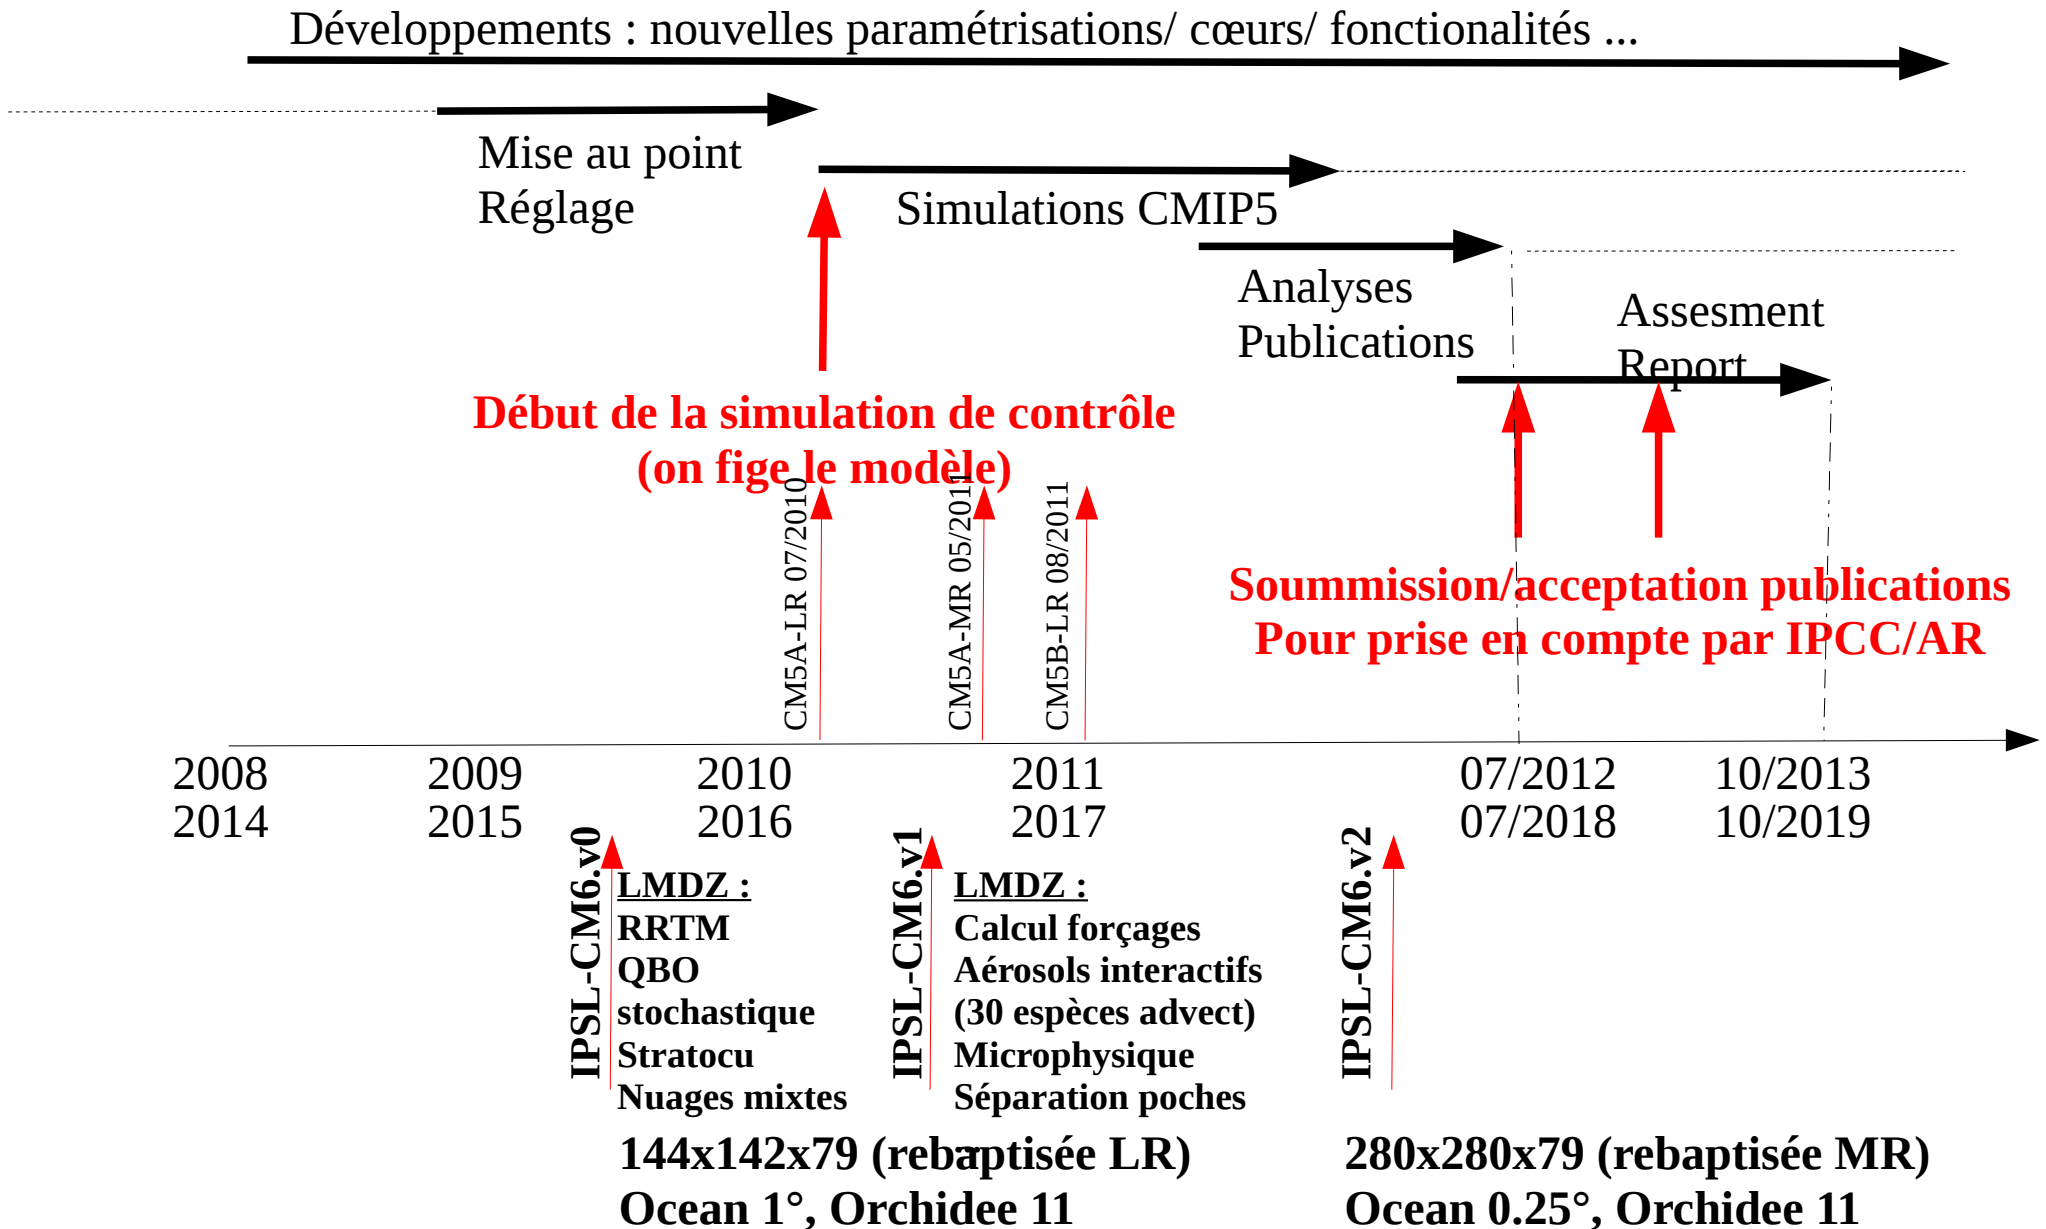 Développements : nouvelles paramétrisations/ cœurs/ fonctionalités ...
Mise au point
Réglage
Simulations CMIP5
Analyses
Publications
Assesment
Report
Début de la simulation de contrôle
(on fige le modèle)
CM5A-LR 07/2010
CM5A-MR 05/2011
CM5B-LR 08/2011
Soummission/acceptation publications
Pour prise en compte par IPCC/AR
2008 2009 2010 2011 07/2012 10/2013
2014 2015 2016 2017 07/2018 10/2019
IPSL-CM6.v0
LMDZ :
RRTM
QBO
stochastique
Stratocu
Nuages mixtes
IPSL-CM6.v1
LMDZ :
Calcul forçages
Aérosols interactifs
(30 espèces advect)
Microphysique
Séparation poches
IPSL-CM6.v2
144x142x79 (rebaptisée LR)
Ocean 1°, Orchidee 11
280x280x79 (rebaptisée MR)
Ocean 0.25°, Orchidee 11